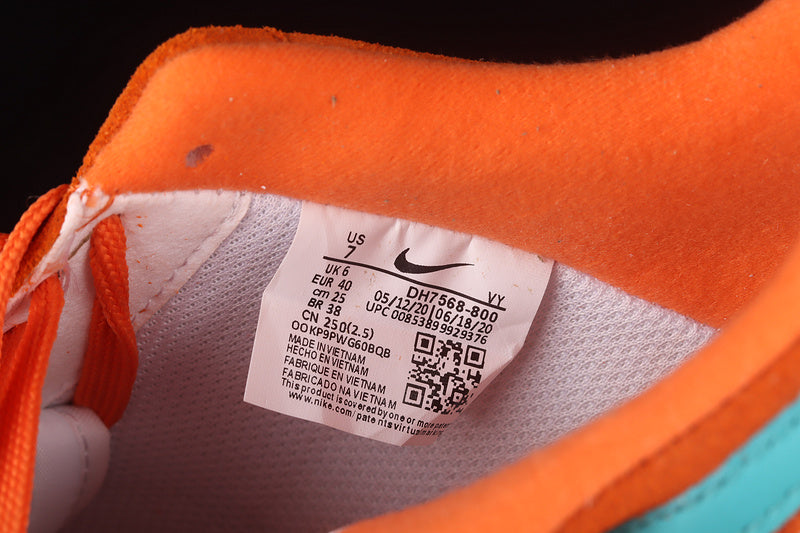 US
7
UK 6
EUR 40
cm 25
BR 38
CN 250(2.5)
OOKP9PWG60BQB
DH7568-800 VY
05/12/20 | 06/18/20
UPC 00853899929376
MADE IN VIETNAM
HECHO EN VIETNAM
FABRIQUE EN VIETNAM
FABRICADO NA VIETNAM
This product is covered by one or more
www.nike.com/patents virtual marking